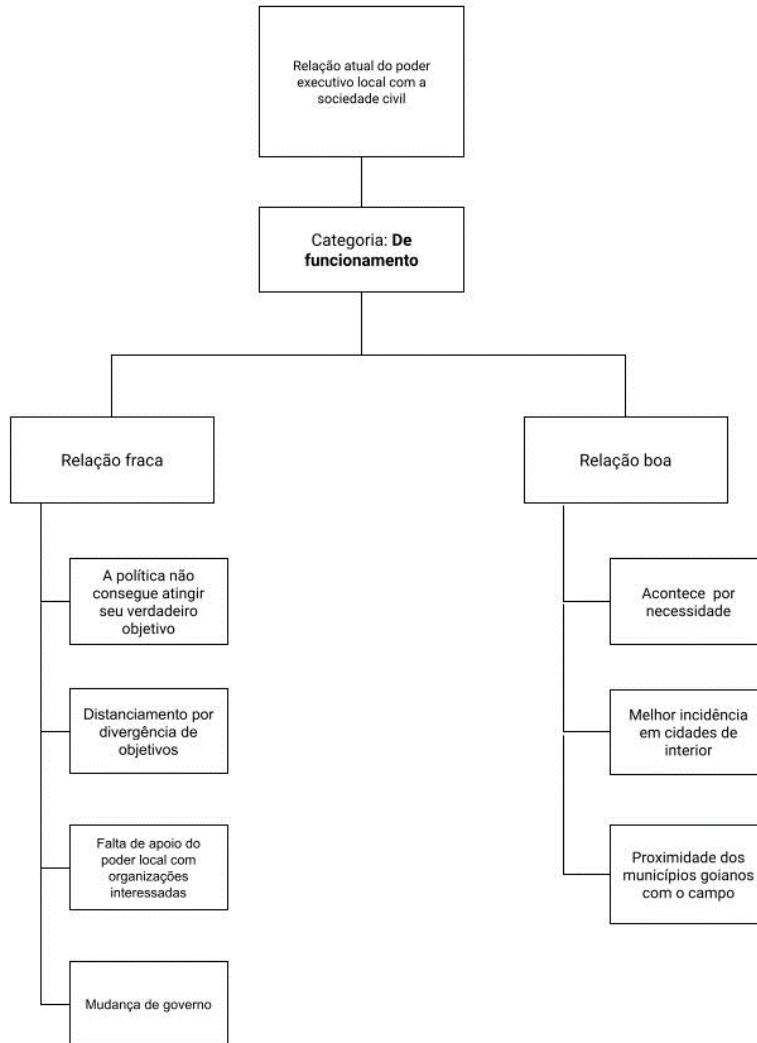 Relação atual do poder
executivo local com a
sociedade civil
Categoria: De
funcionamento
Relação fraca
Relação boa
A política não
consegue atingir
seu verdadeiro
objetivo
Acontece por
necessidade
Distanciamento por
divergência de
objetivos
Melhor incidência
em cidades de
interior
Falta de apoio do
poder local com
organizações
interessadas
Proximidade dos
municípios goianos
com o campo
Mudança de governo